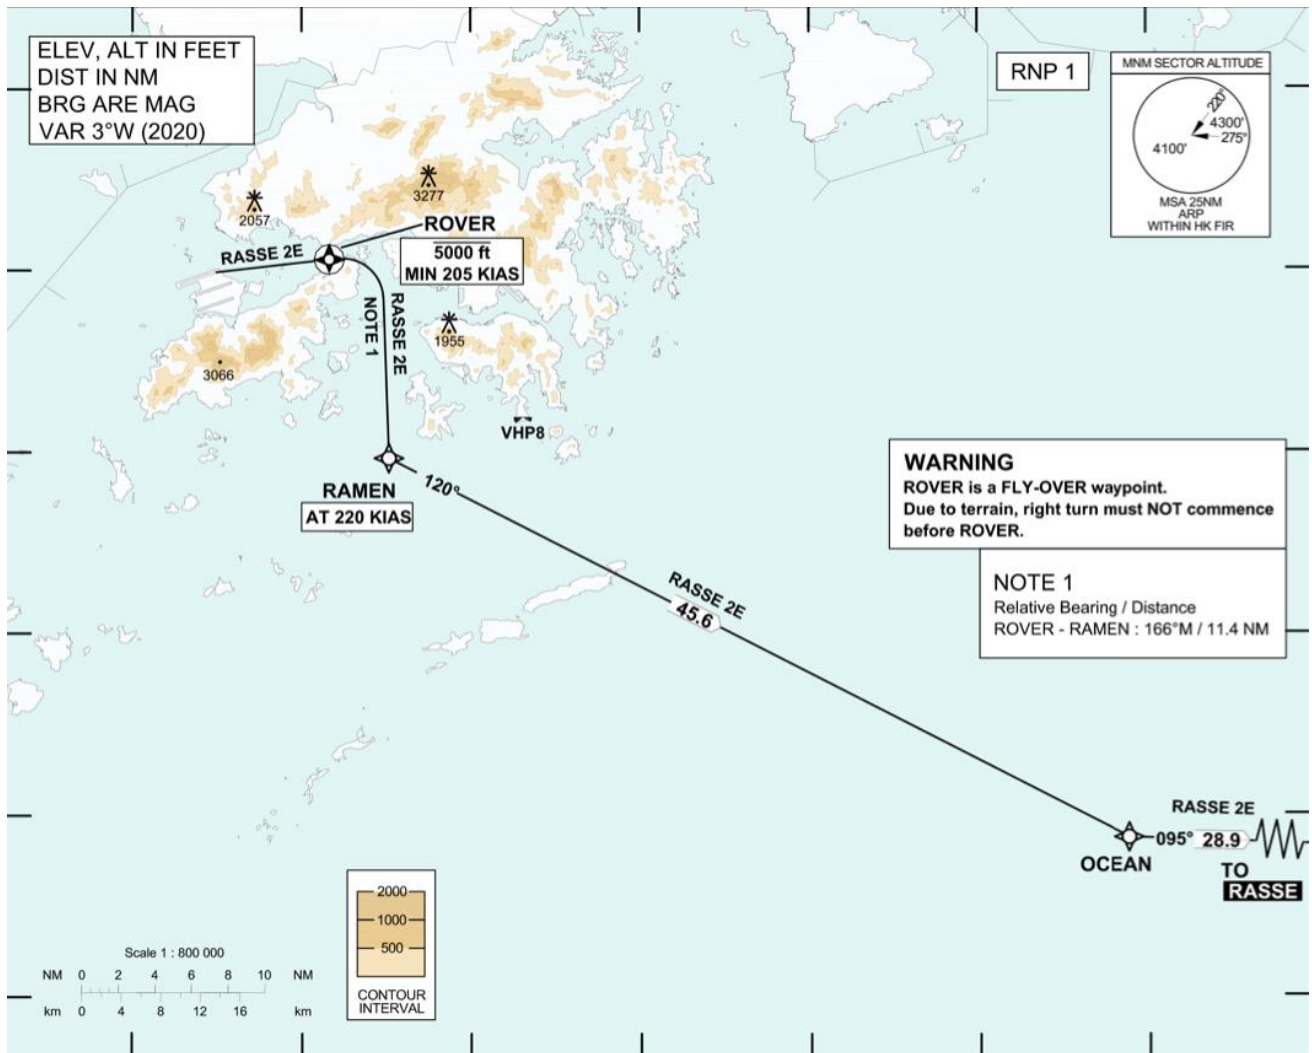 ELEV, ALT IN FEET
DIST IN NM
BRG ARE MAG
VAR 3°W (2020)
RNP 1
MNM SECTOR ALTITUDE
220°
4300'
275°
4100'
MSA 25NM
ARP
WITHIN HK FIR
3277
2057
ROVER
5000 ft
MIN 205 KIAS
RASSE 2E
RASSE 2E
NOTE 1
1955
3066
VHP8
RAMEN
AT 220 KIAS
120°
WARNING
ROVER is a FLY-OVER waypoint.
Due to terrain, right turn must NOT commence
before ROVER.
NOTE 1
Relative Bearing / Distance
ROVER - RAMEN : 166°M / 11.4 NM
RASSE 2E
45.6
RASSE 2E
OCEAN
095°
28.9
TO
RASSE
2000
1000
500
CONTOUR
INTERVAL
Scale 1 : 800 000
NM 0 2 4 6 8 10 NM
km 0 4 8 12 16 km